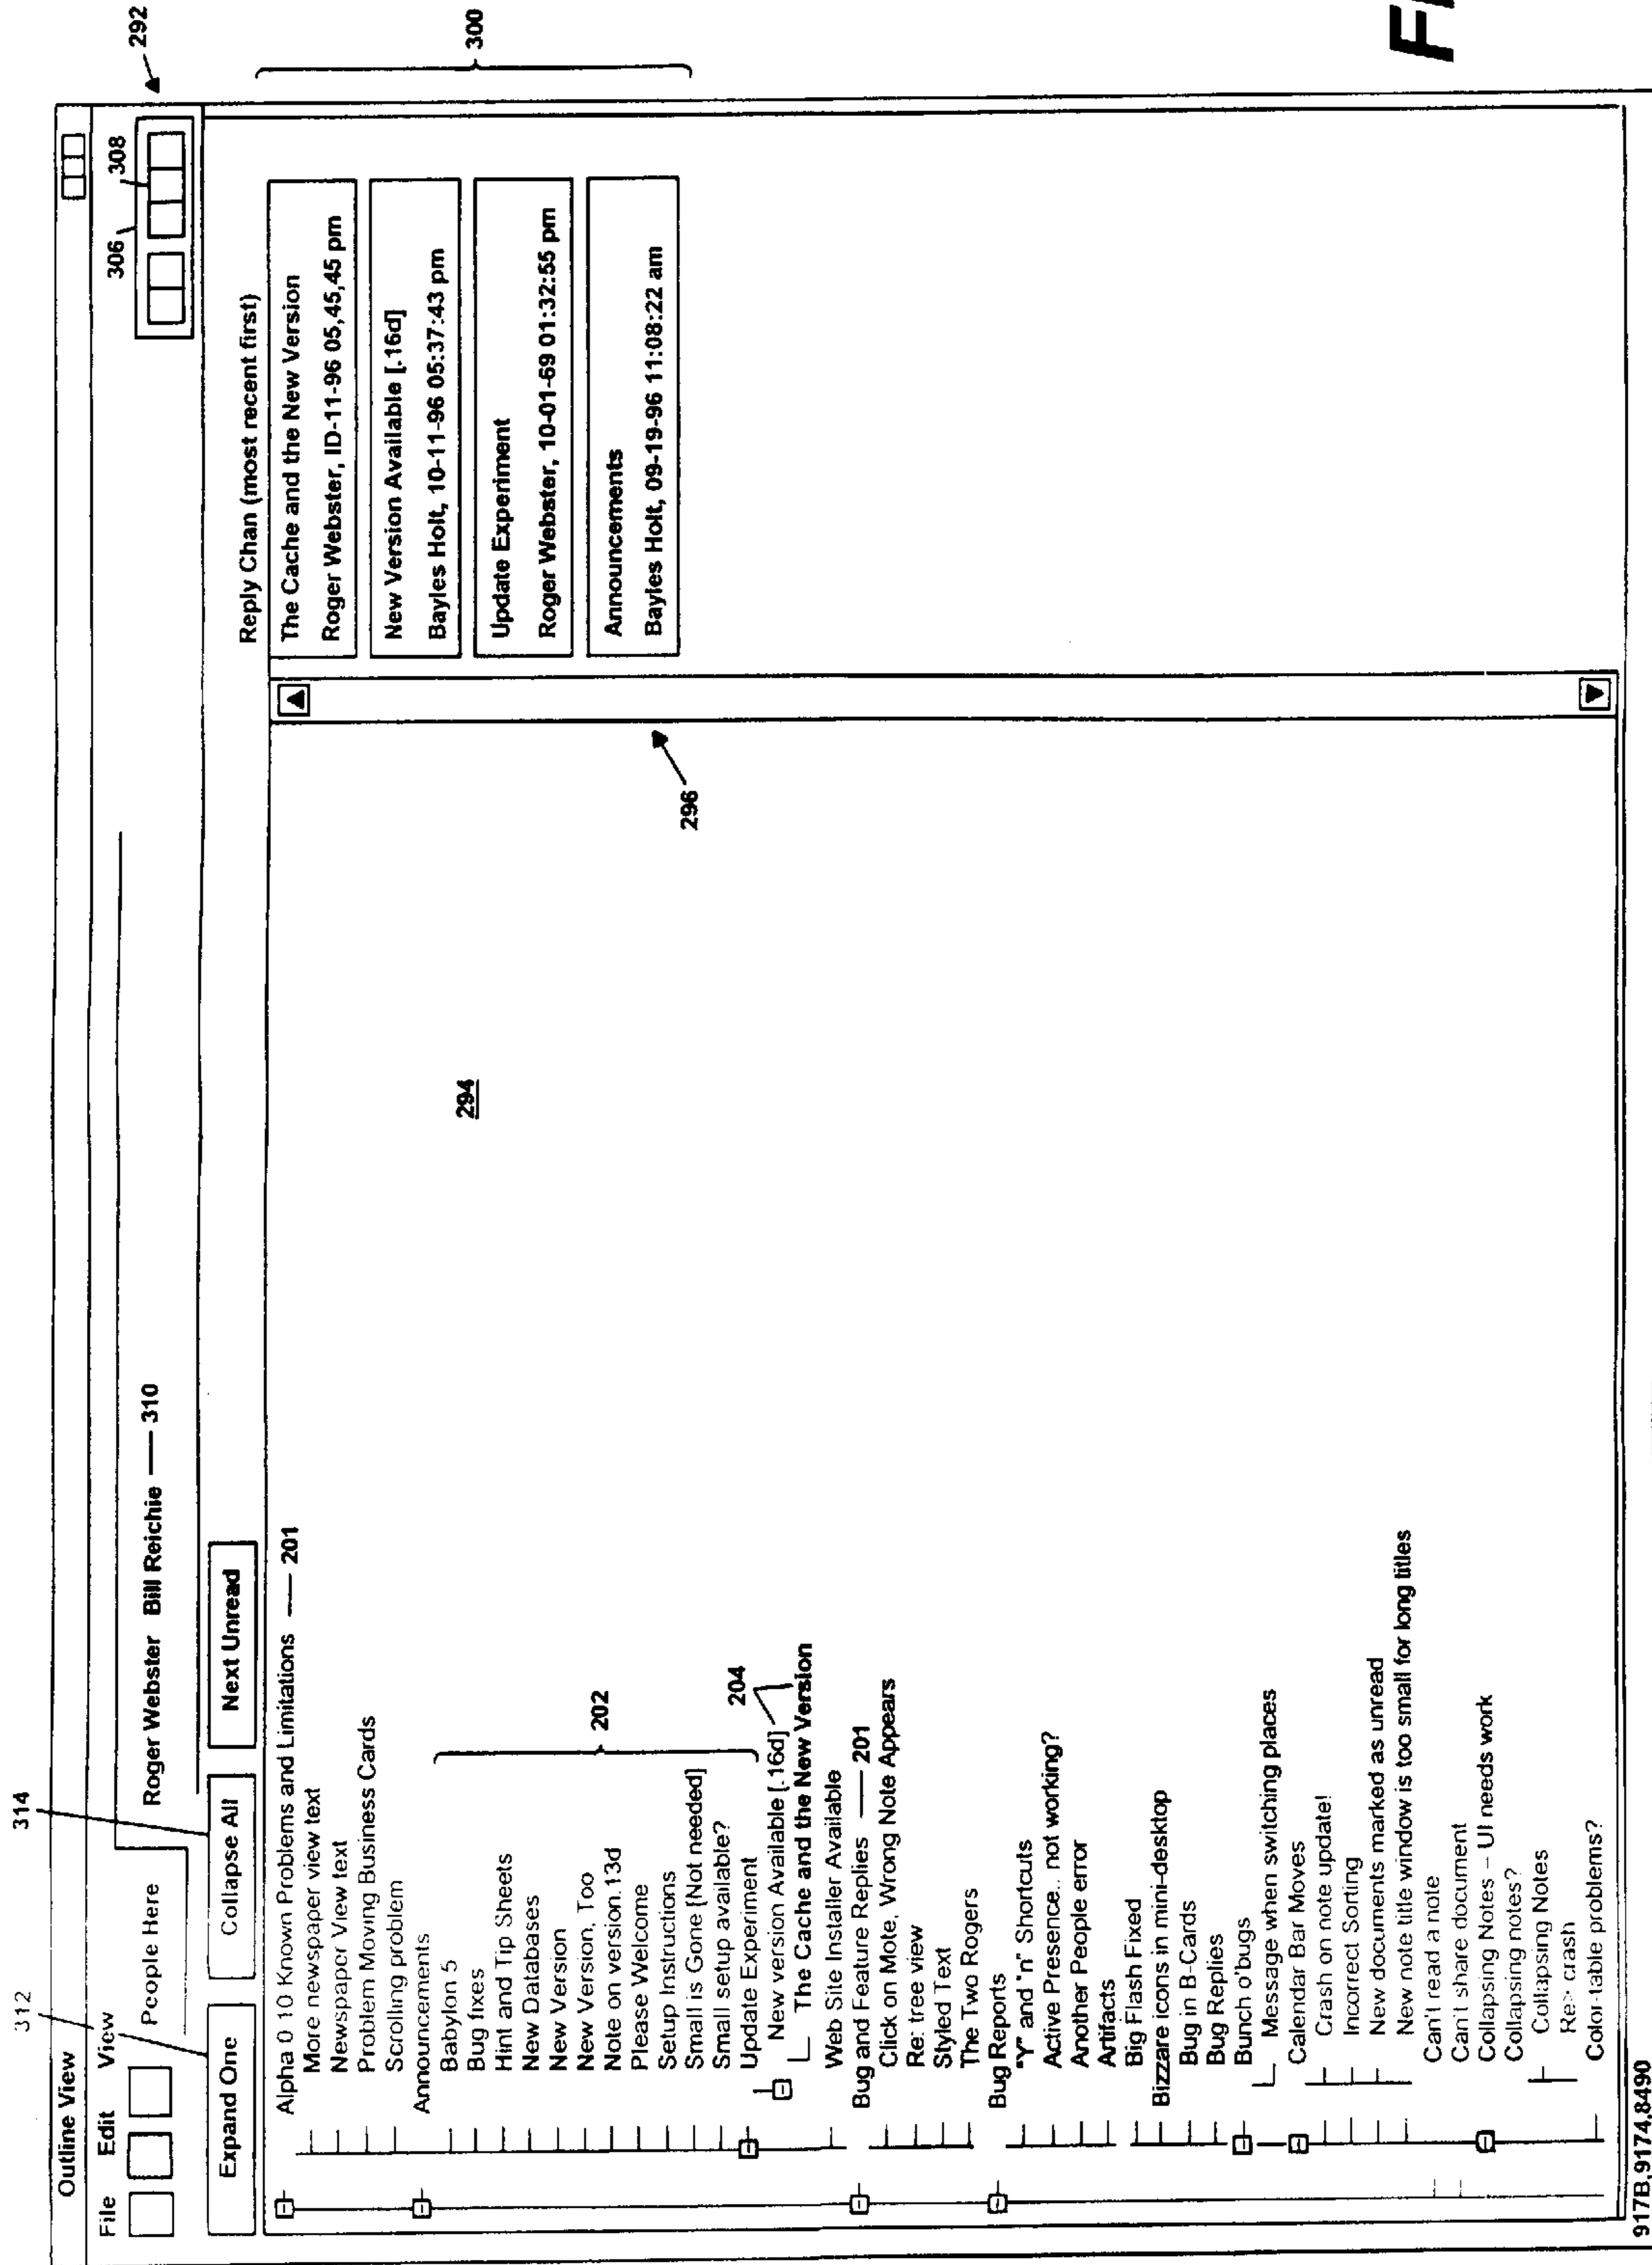 312
314
Outline View
File Edit View
306 308
292
People Here
Roger Webster Bill Reichie — 310
Expand One
Collapse All
Next Unread
Reply Chan (most recent first)
Alpha 0 10 Known Problems and Limitations — 201
More newspaper view text
Newspaper View text
Problem Moving Business Cards
Scrolling problem
Announcements
Babylon 5
Bug fixes
Hint and Tip Sheets
New Databases
New Version
New Version, Too
Note on version.13d
Please Welcome
Setup Instructions
Small is Gone [Not needed]
Small setup available?
Update Experiment
202
New version Available [.16d]
204
The Cache and the New Version
Web Site Installer Available
Bug and Feature Replies — 201
Click on Mote, Wrong Note Appears
Re: tree view
Styled Text
The Two Rogers
Bug Reports
"Y" and "n" Shortcuts
Active Presence.. not working?
Another People error
Artifacts
Big Flash Fixed
Bizzare icons in mini-desktop
Bug in B-Cards
Bug Replies
Bunch o'bugs
Message when switching places
Calendar Bar Moves
Crash on note update!
Incorrect Sorting
New documents marked as unread
New note title window is too small for long titles
Can't read a note
Can't share document
Collapsing Notes – UI needs work
Collapsing notes?
Collapsing Notes
Re> crash
Color-table problems?
294
296
The Cache and the New Version
Roger Webster, ID-11-96 05,45,45 pm
New Version Available [.16d]
Bayles Holt, 10-11-96 05:37:43 pm
Update Experiment
Roger Webster, 10-01-69 01:32:55 pm
Announcements
Bayles Holt, 09-19-96 11:08:22 am
300
917B,9174,8490